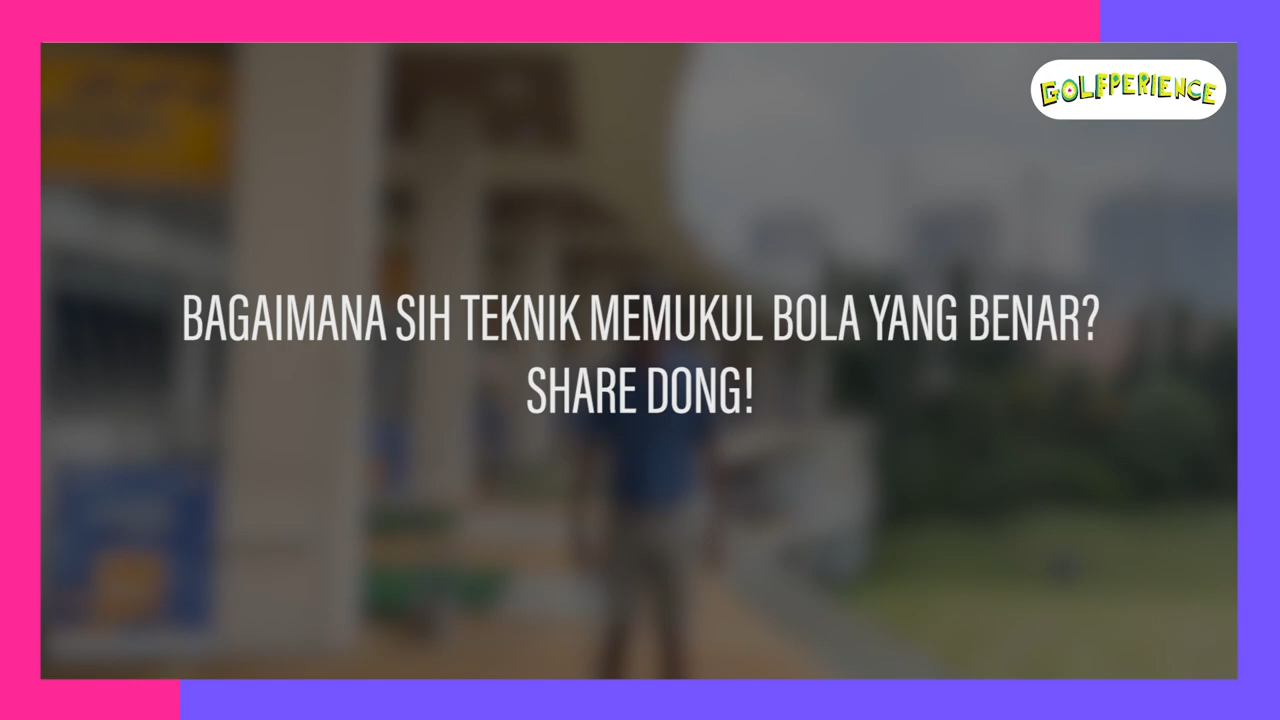 GOLFPERIENCE
BAGAIMANA SIH TEKNIK MEMUKUL BOLA YANG BENAR?
SHARE DONG!